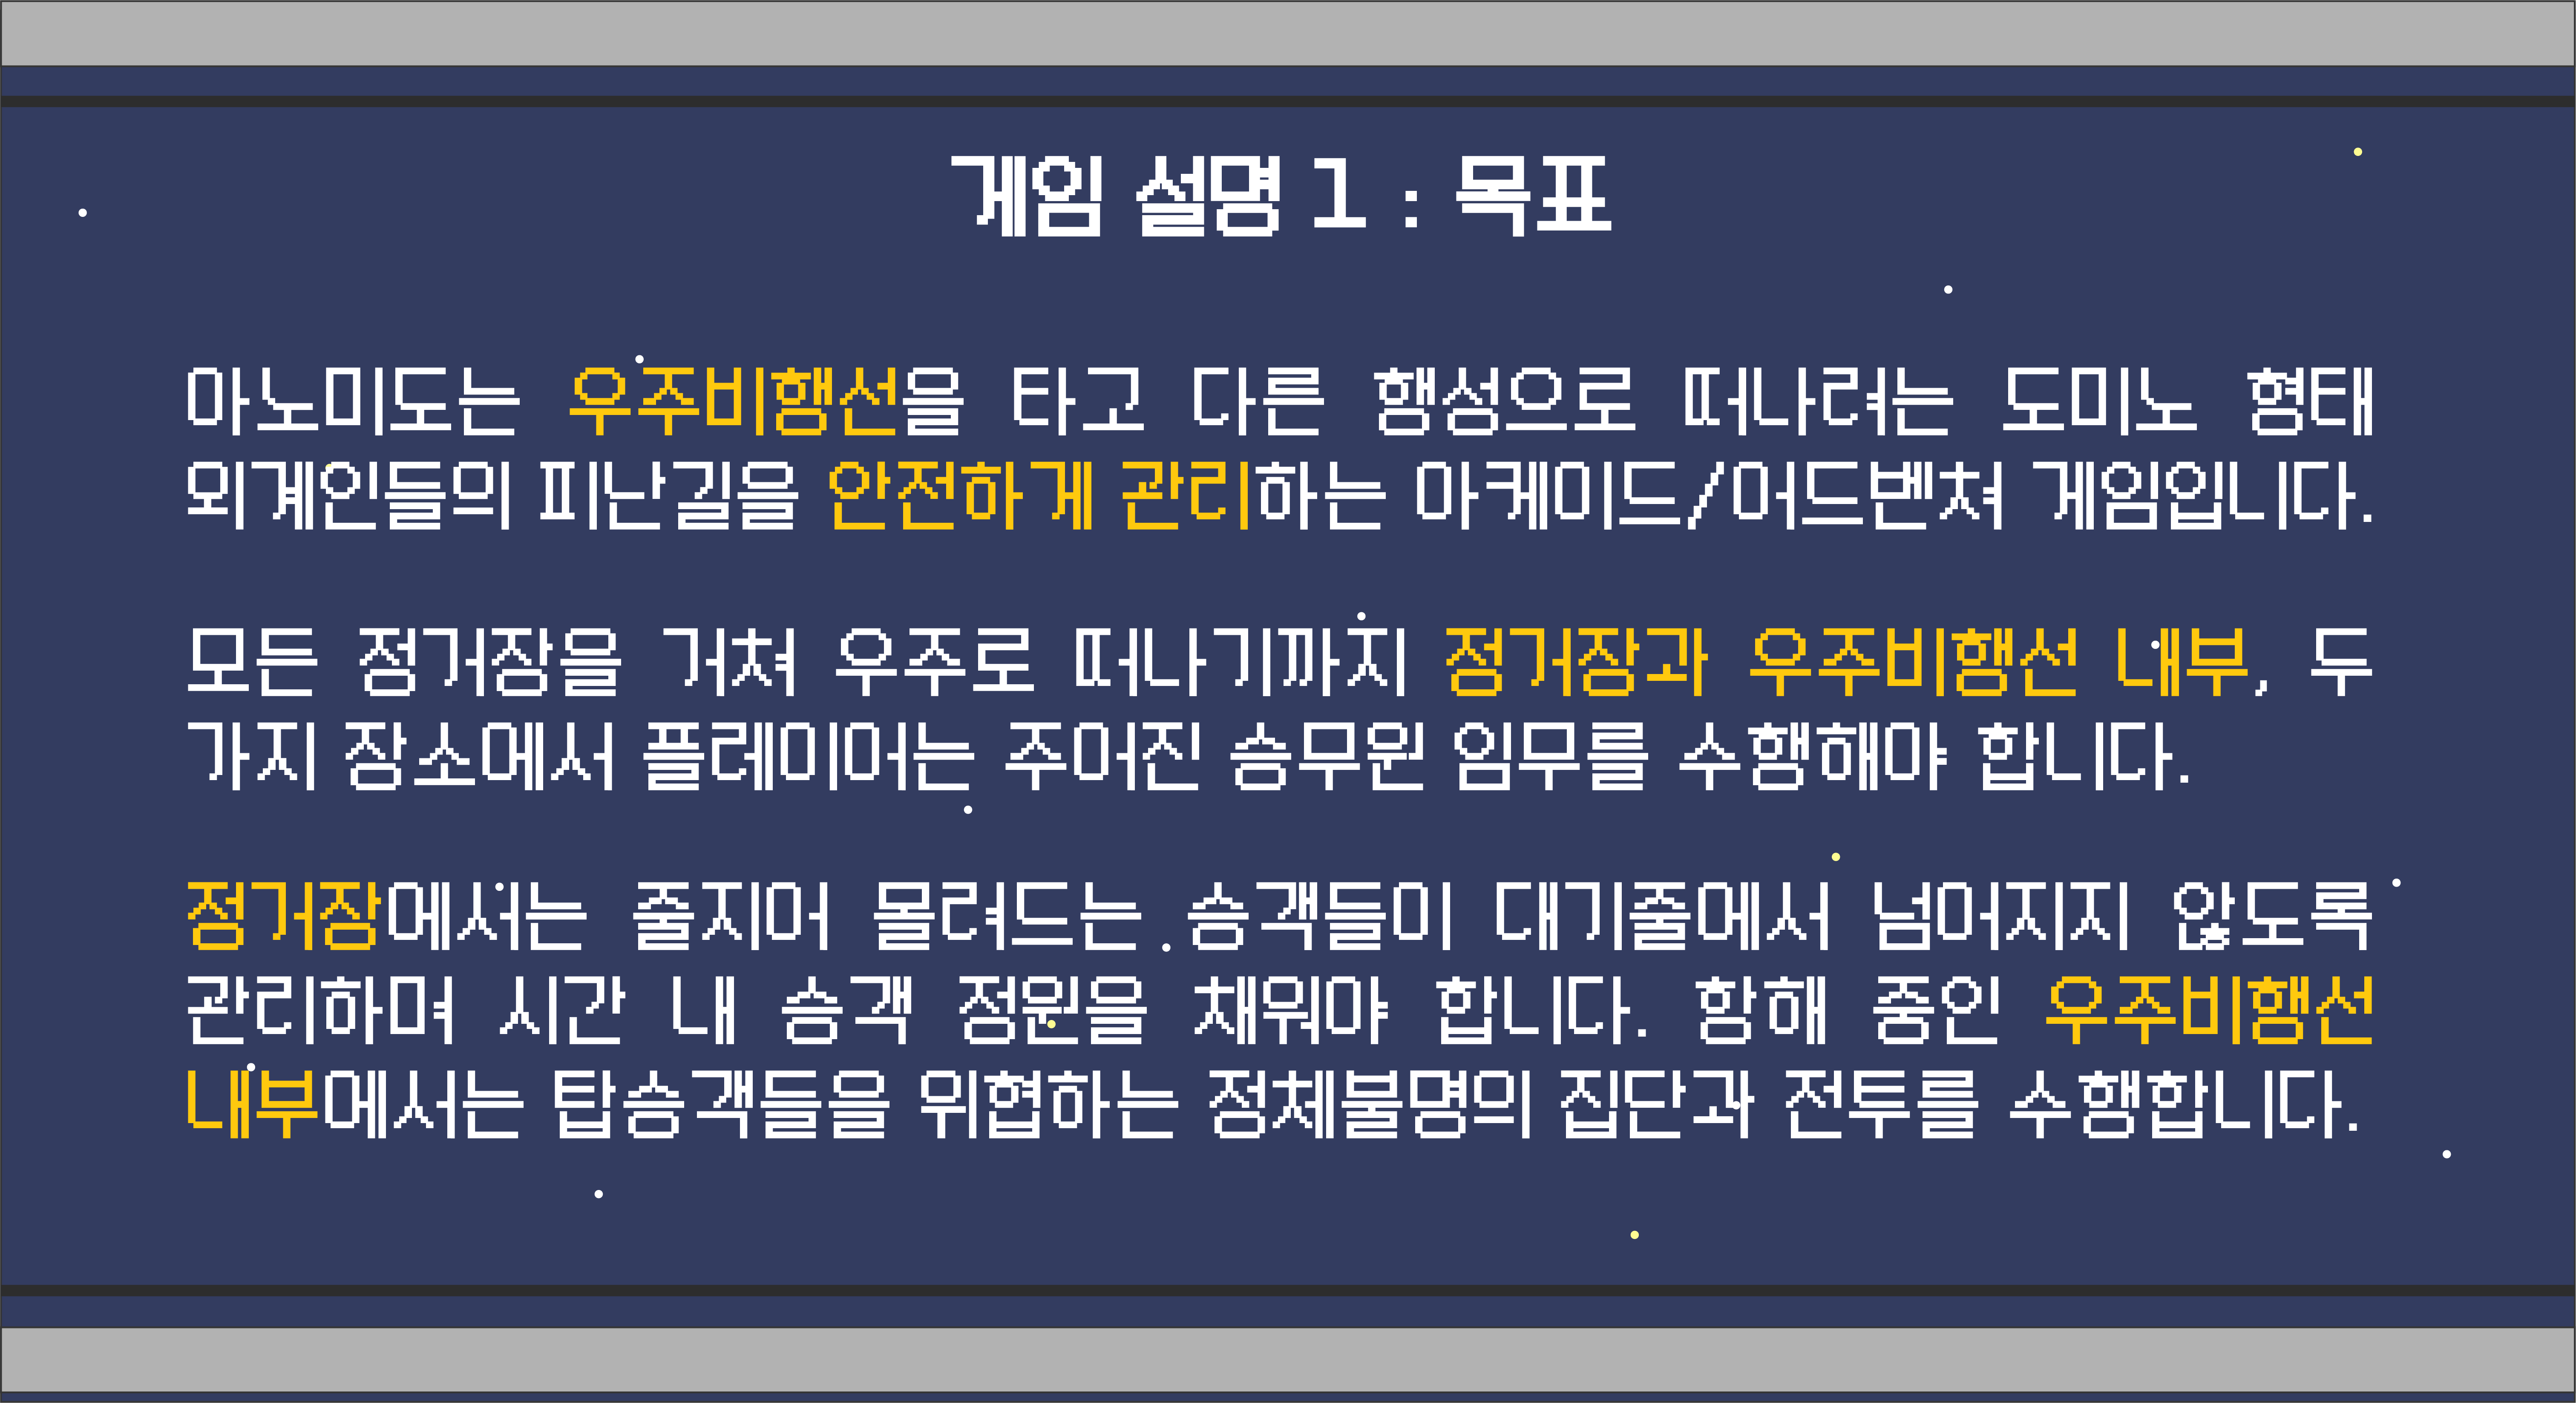 게임 설명 1 : 목표
아노미도는 우주비행선을 타고 다른 행성으로 떠나려는 도미노 형태
외계인들의 피난길을 안전하게 관리하는 아케이드/어드벤쳐 게임입니다.
모든 정거장을 거쳐 우주로 떠나기까지 정거장과 우주비행선 내부, 두
가지 장소에서 플레이어는 주어진 승무원 임무를 수행해야 합니다.
정거장에서는 줄지어 몰려드는 승객들이 대기줄에서 넘어지지 않도록
관리하며 시간 내 승객 정원을 채워야 합니다. 항해 중인 우주비행선
내부에서는 탑승객들을 위협하는 정체불명의 집단과 전투를 수행합니다.